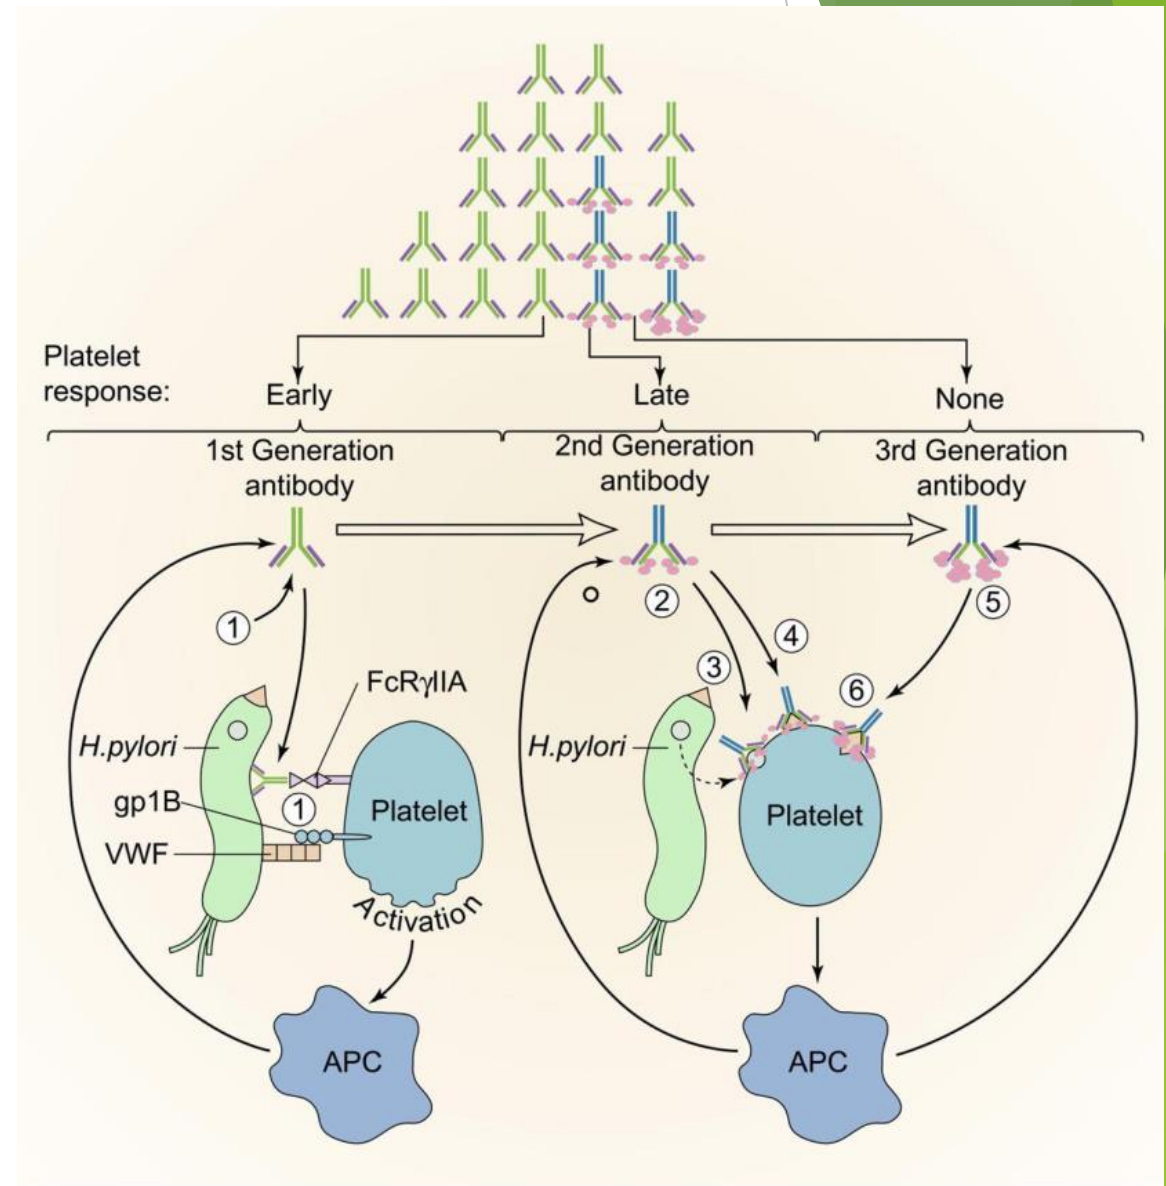 Platelet
response:
Early
Late
None
1st Generation
antibody
2nd Generation
antibody
3rd Generation
antibody
1
2
3
4
5
6
FcRγIIA
H.pylori
gp1B
1
VWF
Platelet
Activation
H.pylori
Platelet
APC
APC